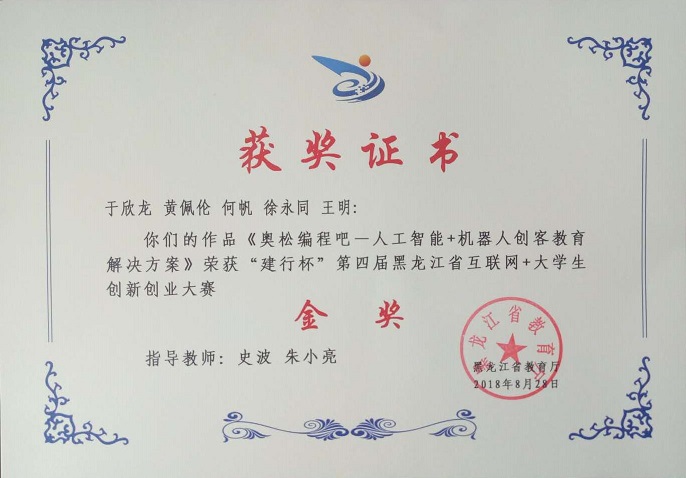 获奖证书
于欣龙 黄佩伦 何帆 徐永同 王明:
你们的作品《奥松编程吧—人工智能+机器人创客教育
解决方案》荣获“建行杯”第四届黑龙江省互联网+大学生
创新创业大赛
金奖
指导教师: 史波 朱小亮
黑龙江省教育厅
黑龙江省教育厅
2018年8月28日